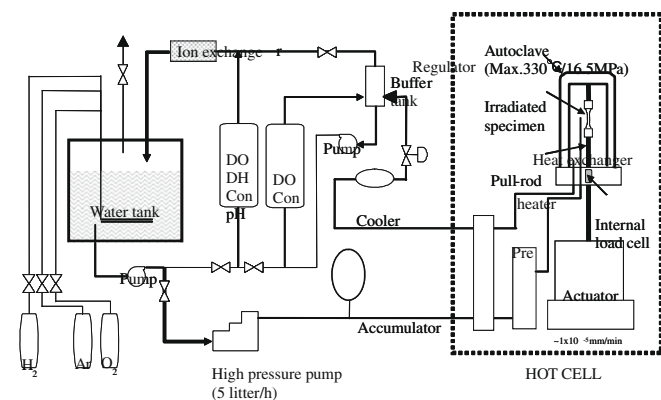 Ion exchange r
Regulator
Buffer
tank
Autoclave
(Max.330 °C/16.5MPa)
Irradiated
specimen
Heat exchanger
Pull-rod
heater
Internal
load cell
Pre
Actuator
~1x10 -5mm/min
HOT CELL
DO
DH
Con
pH
DO
Con
Pump
Cooler
Water tank
Pump
Accumulator
H2
Ar
O2
High pressure pump
(5 litter/h)